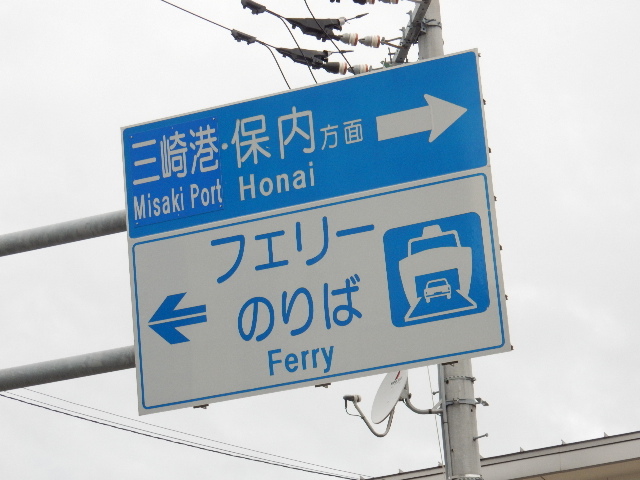 三崎港・保内方面
Misaki Port Honai
フェリー
のりば
Ferry